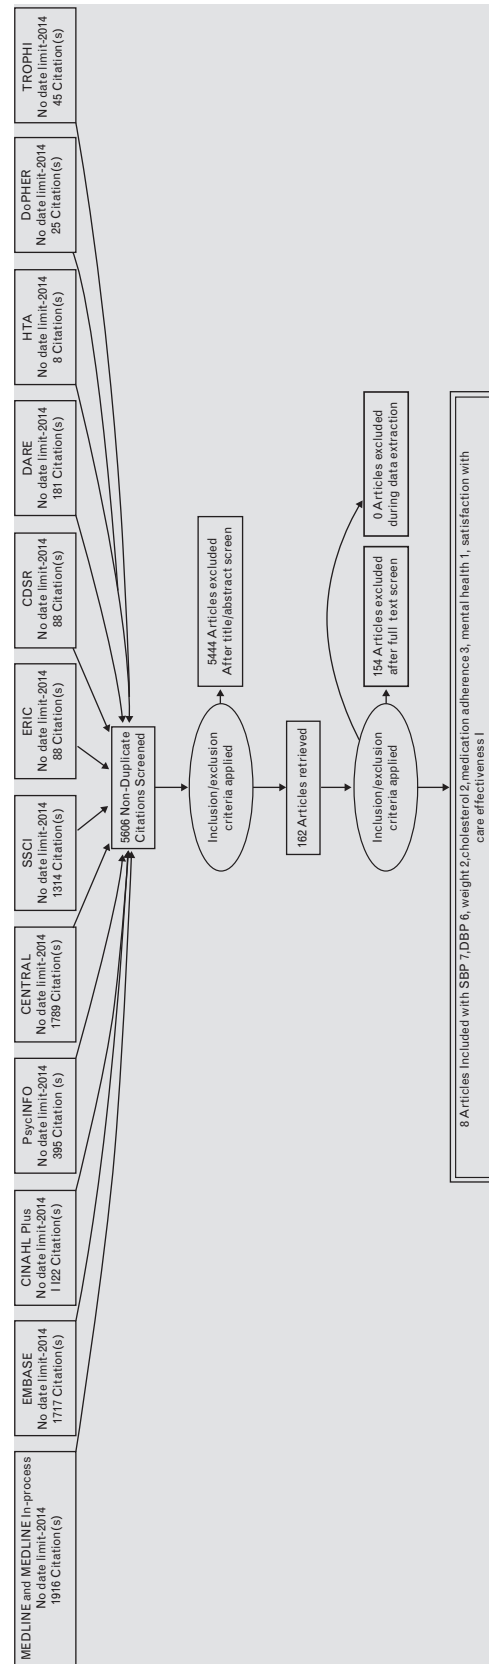 MEDLINE and MEDLINE In-process
No date limit-2014
1916 Citation(s)
EMBASE
No date limit-2014
1717 Citation(s)
CINAHL Plus
No date limit-2014
I I22 Citation(s)
PsycINFO
No date limit-2014
395 Citation (s)
CENTRAL
No date limit-2014
1789 Citation(s)
SSCI
No date limit-2014
1314 Citation(s)
ERIC
No date limit-2014
88 Citation(s)
CDSR
No date limit-2014
88 Citation(s)
DARE
No date limit-2014
181 Citation(s)
HTA
No date limit-2014
8 Citation(s)
DoPHER
No date limit-2014
25 Citation(s)
TROPHI
No date limit-2014
45 Citation(s)
5606 Non-Duplicate
Citations Screened
Inclusion/exclusion
criteria applied
5444 Articles excluded
After title/abstract screen
162 Articles retrieved
Inclusion/exclusion
criteria applied
154 Articles excluded
after full text screen
0 Articles excluded
during data extraction
8 Articles Included with SBP 7,DBP 6, weight 2,cholesterol 2,medication adherence 3, mental health 1, satisfaction with
care effectiveness I